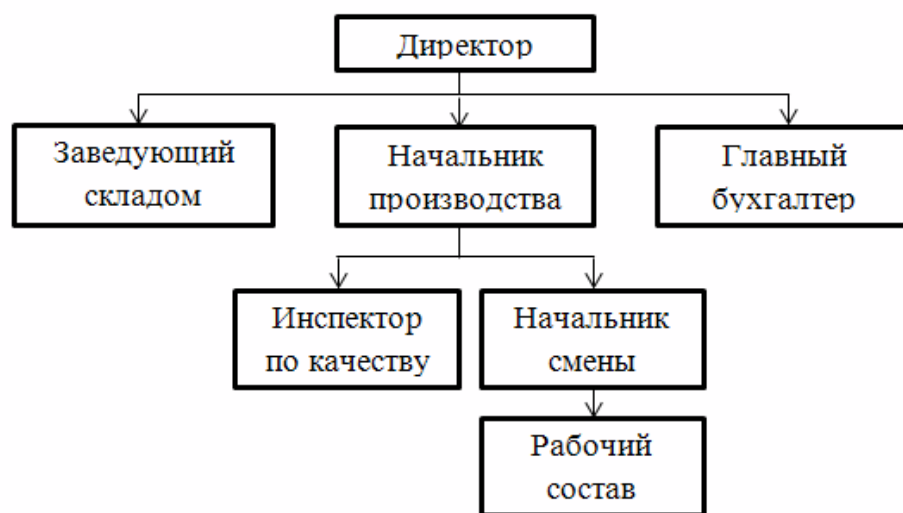 Директор
Заведующий
складом
Начальник
производства
Главный
бухгалтер
Инспектор
по качеству
Начальник
смены
Рабочий
состав